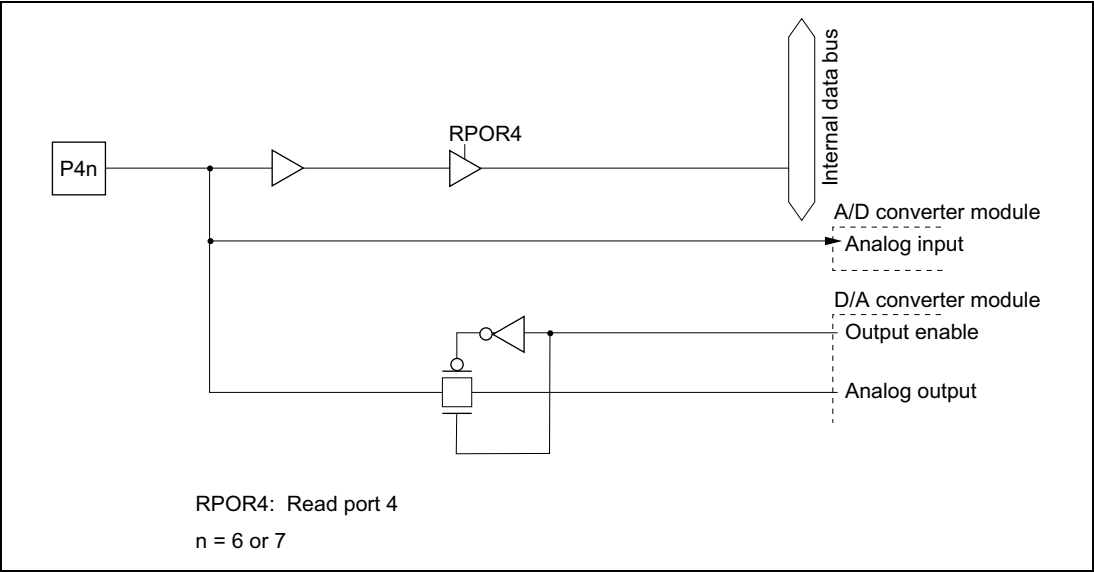 Internal data bus
RPOR4
P4n
A/D converter module
Analog input
D/A converter module
Output enable
Analog output
RPOR4: Read port 4
n = 6 or 7